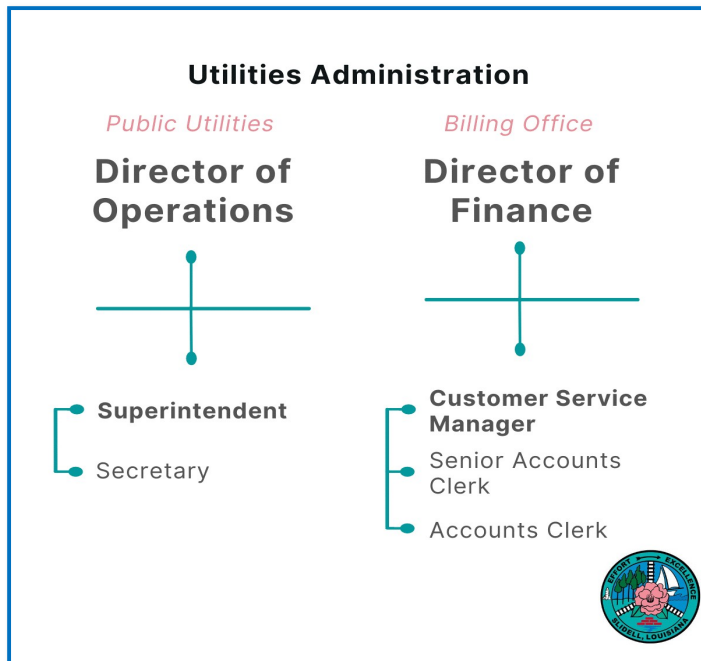 Utilities Administration
Public Utilities
Director of
Operations
Superintendent
Secretary
Billing Office
Director of
Finance
Customer Service
Manager
Senior Accounts
Clerk
Accounts Clerk
EFFORT EXCELLENCE
SLIDELL, LOUISIANA